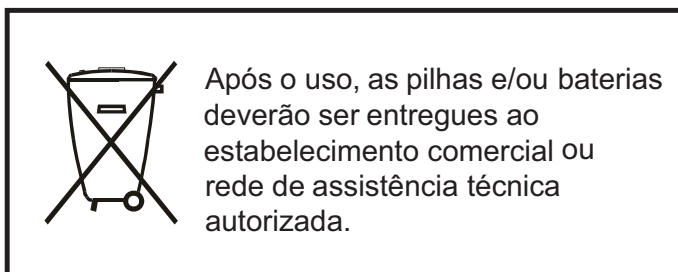 Após o uso, as pilhas e/ou baterias
deverão ser entregues ao
estabelecimento comercial ou
rede de assistência técnica
autorizada.